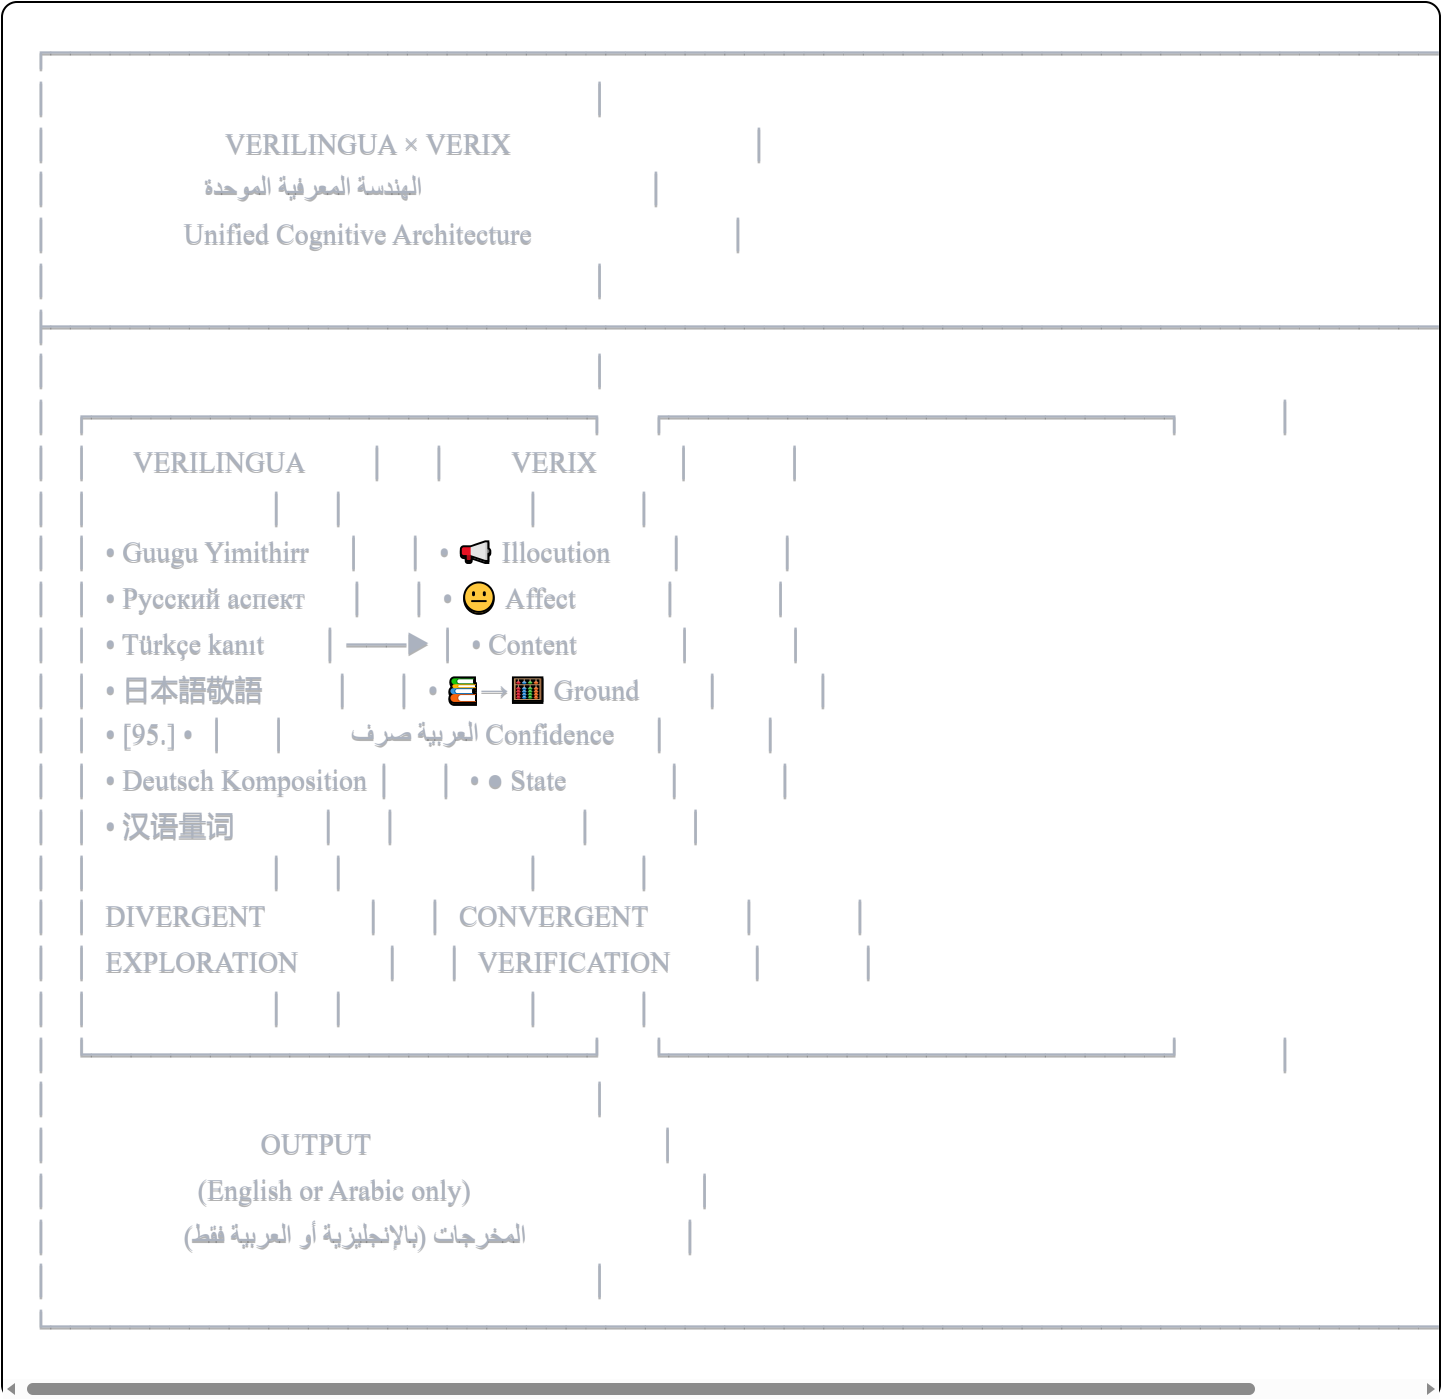 VERILINGUA × VERIX
الهندسة المعرفية الموحدة
Unified Cognitive Architecture
VERILINGUA VERIX
• Guugu Yimithirr • 📢 Illocution
• Русский аспект • 😐 Affect
• Türkçe kanıt ───▶ • Content
• 日本語敬語 • 📚→🧮 Ground
• [95.] • العربية صرف Confidence
• Deutsch Komposition • ● State
• 汉语量词
DIVERGENT CONVERGENT
EXPLORATION VERIFICATION
OUTPUT
(English or Arabic only)
المخرجات (بالإنجليزية أو العربية فقط)